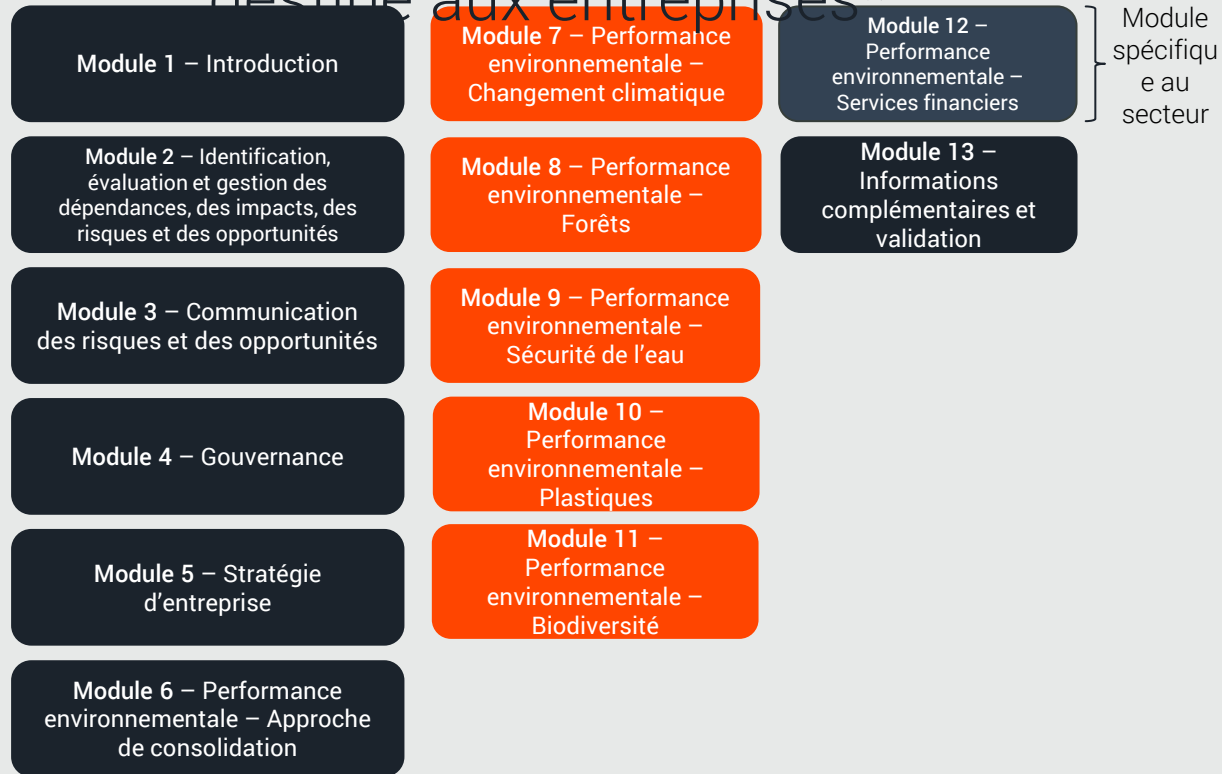 destiné aux entreprises
Module 1 – Introduction
Module 2 – Identification,
évaluation et gestion des
dépendances, des impacts, des
risques et des opportunités
Module 3 – Communication
des risques et des opportunités
Module 4 – Gouvernance
Module 5 – Stratégie
d'entreprise
Module 6 – Performance
environnementale – Approche
de consolidation
Module 7 – Performance
environnementale –
Changement climatique
Module 8 – Performance
environnementale –
Forêts
Module 9 – Performance
environnementale –
Sécurité de l'eau
Module 10 –
Performance
environnementale –
Plastiques
Module 11 –
Performance
environnementale –
Biodiversité
Module 12 –
Performance
environnementale –
Services financiers
Module 13 –
Informations
complémentaires et
validation
Module
spécifiqu
e au
secteur